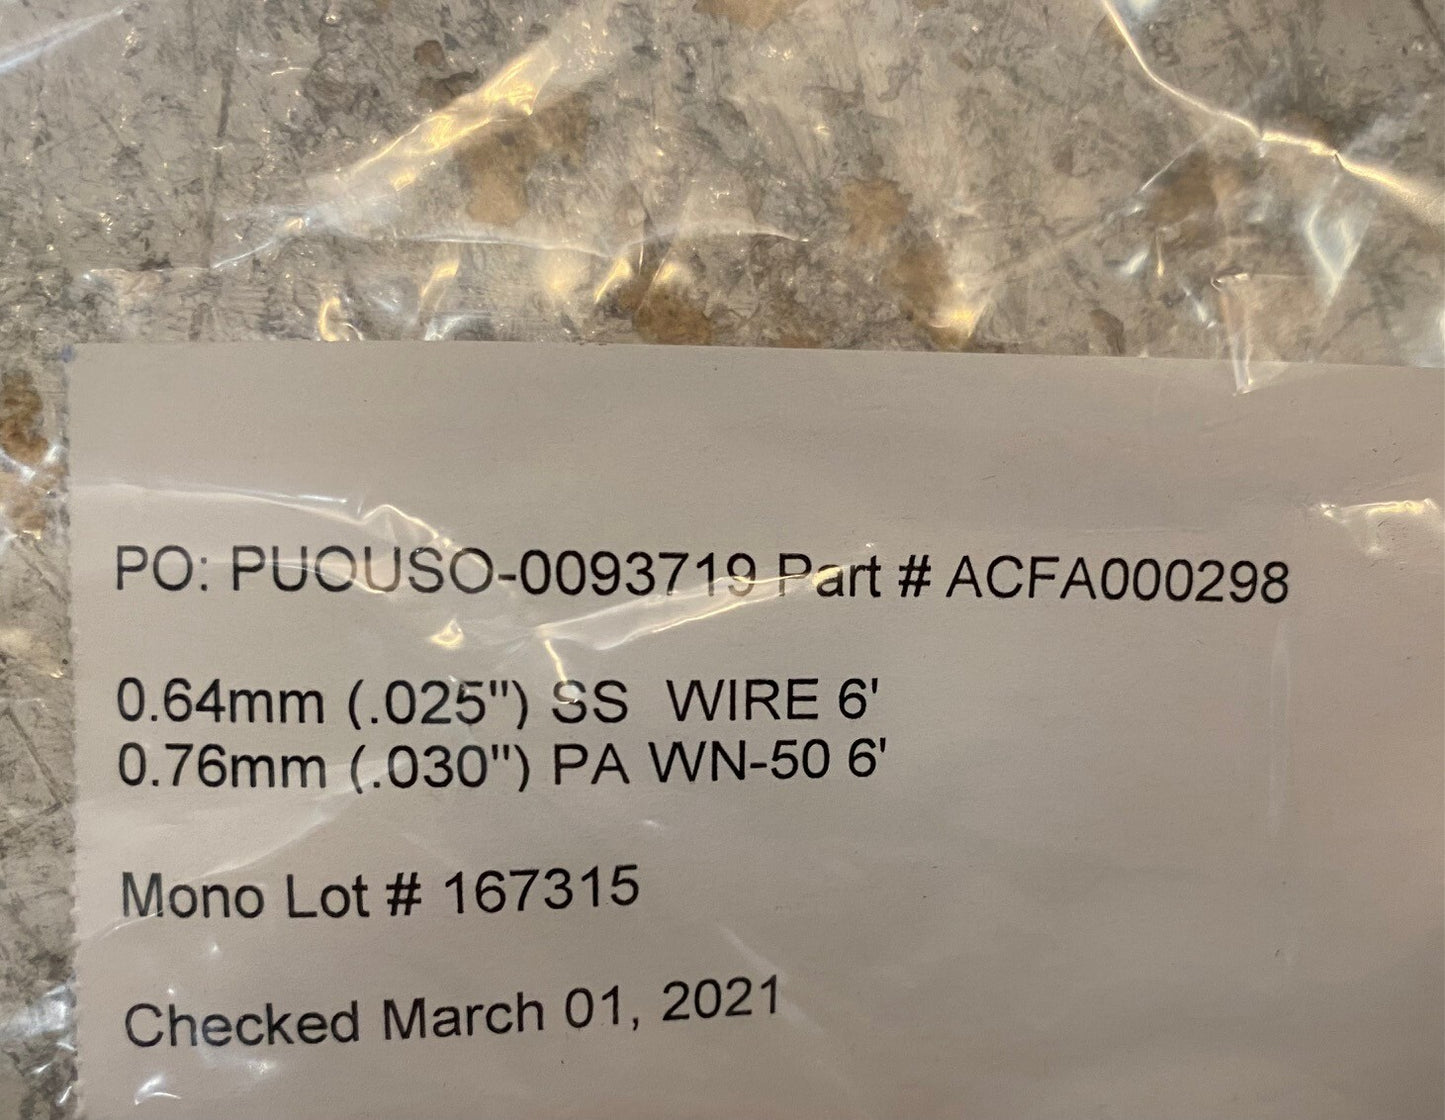 PO: PUOUSO-0093719 Part # ACFA000298
0.64mm (.025") SS  WIRE 6'
0.76mm (.030") PA WN-50 6'
Mono Lot # 167315
Checked March 01, 2021